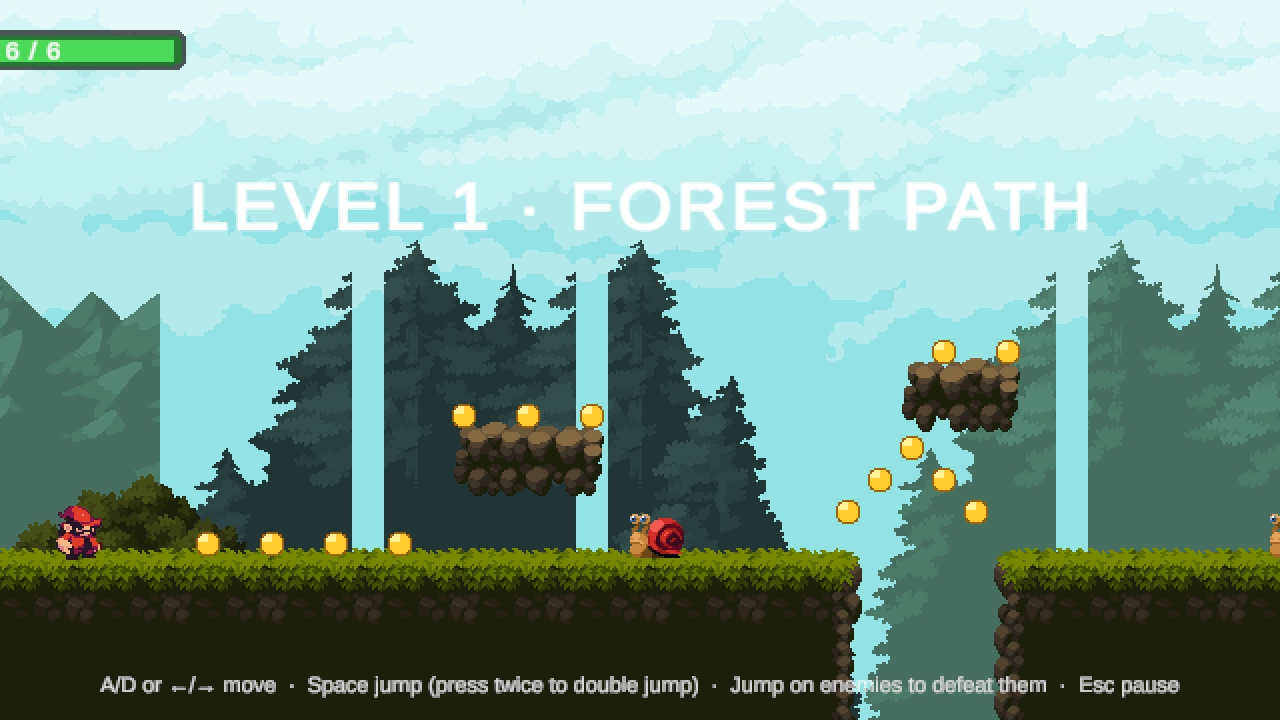 6 / 6
LEVEL 1 · FOREST PATH
A/D or ←/→ move · Space jump (press twice to double jump) · Jump on enemies to defeat them · Esc pause